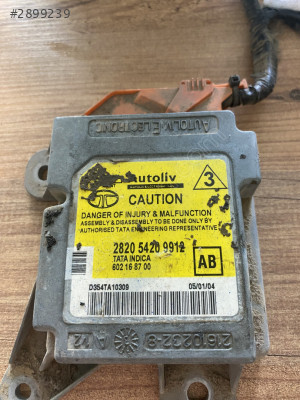 #2899239
AUTOLIV ELECTRONIC
autoliv
3
CAUTION
DANGER OF INJURY & MALFUNCTION
ASSEMBLY & DISASSEMBLY TO BE DONE ONLY BY
AUTHORISED TATA ENGINEERING REPRESENTATIVE
2820 5420 9912
TATA INDICA
602 16 87 00
AB
D354TA10309
05/01/04
A 12